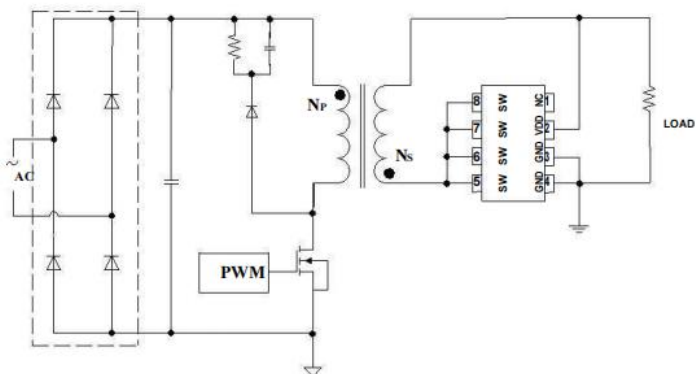 AC
PWM
NP
NS
8 SW NC 1
7 SW VDD 2
6 SW GND 3
5 SW GND 4
LOAD